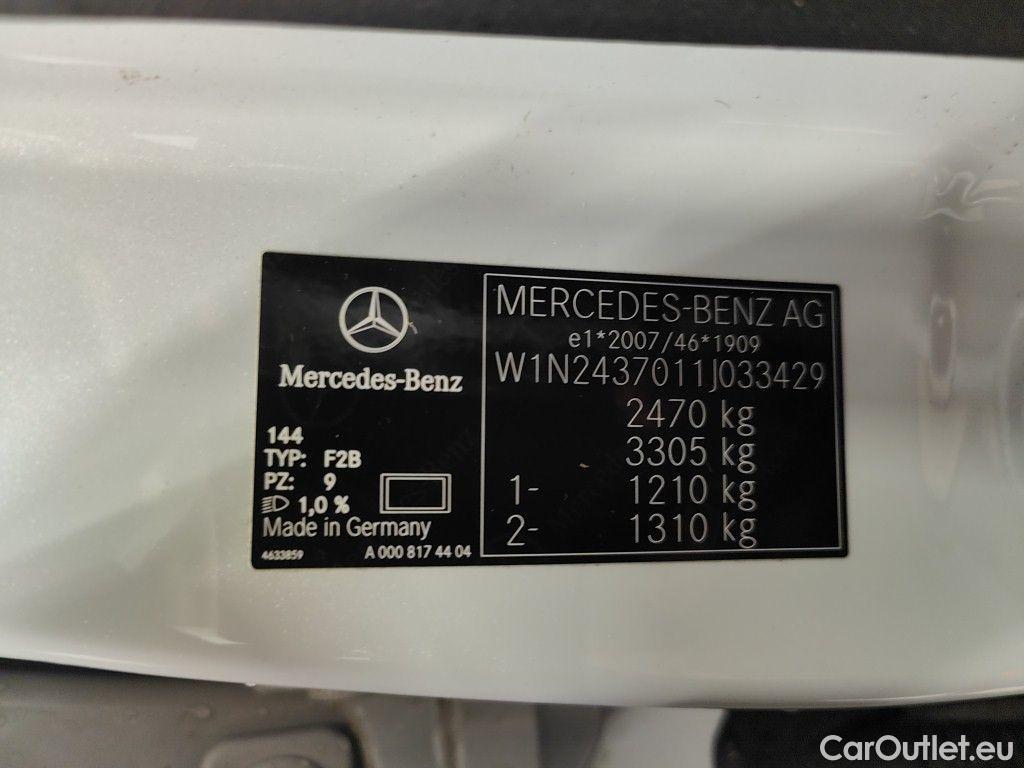 Mercedes-Benz
144
TYP: F2B
PZ: 9
1,0 %
Made in Germany
4633859 A 000 817 44 04
MERCEDES-BENZ AG
e1*2007/46*1909
W1N2437011J033429
2470 kg
3305 kg
1- 1210 kg
2- 1310 kg
CarOutlet.eu